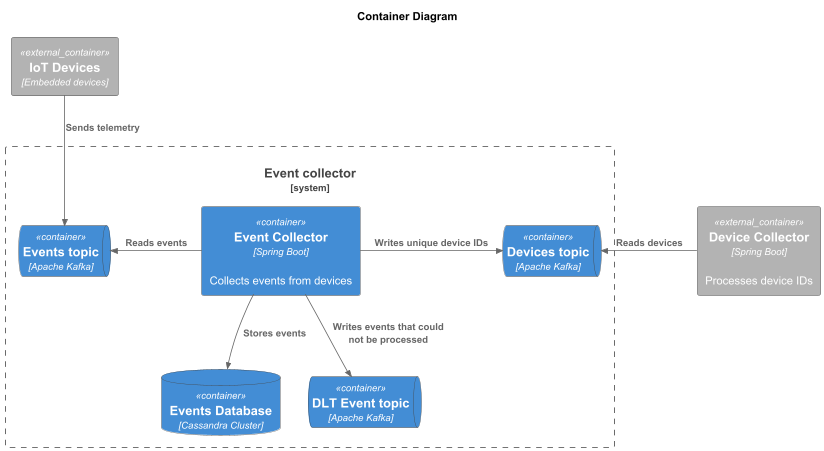 Container Diagram
«external_container»
IoT Devices
[Embedded devices]
Sends telemetry
Event collector
[system]
«container»
Events topic
[Apache Kafka]
Reads events
«container»
Event Collector
[Spring Boot]
Collects events from devices
Writes unique device IDs
«container»
Devices topic
[Apache Kafka]
Reads devices
«external_container»
Device Collector
[Spring Boot]
Processes device IDs
Stores events
Writes events that could
not be processed
«container»
Events Database
[Cassandra Cluster]
«container»
DLT Event topic
[Apache Kafka]